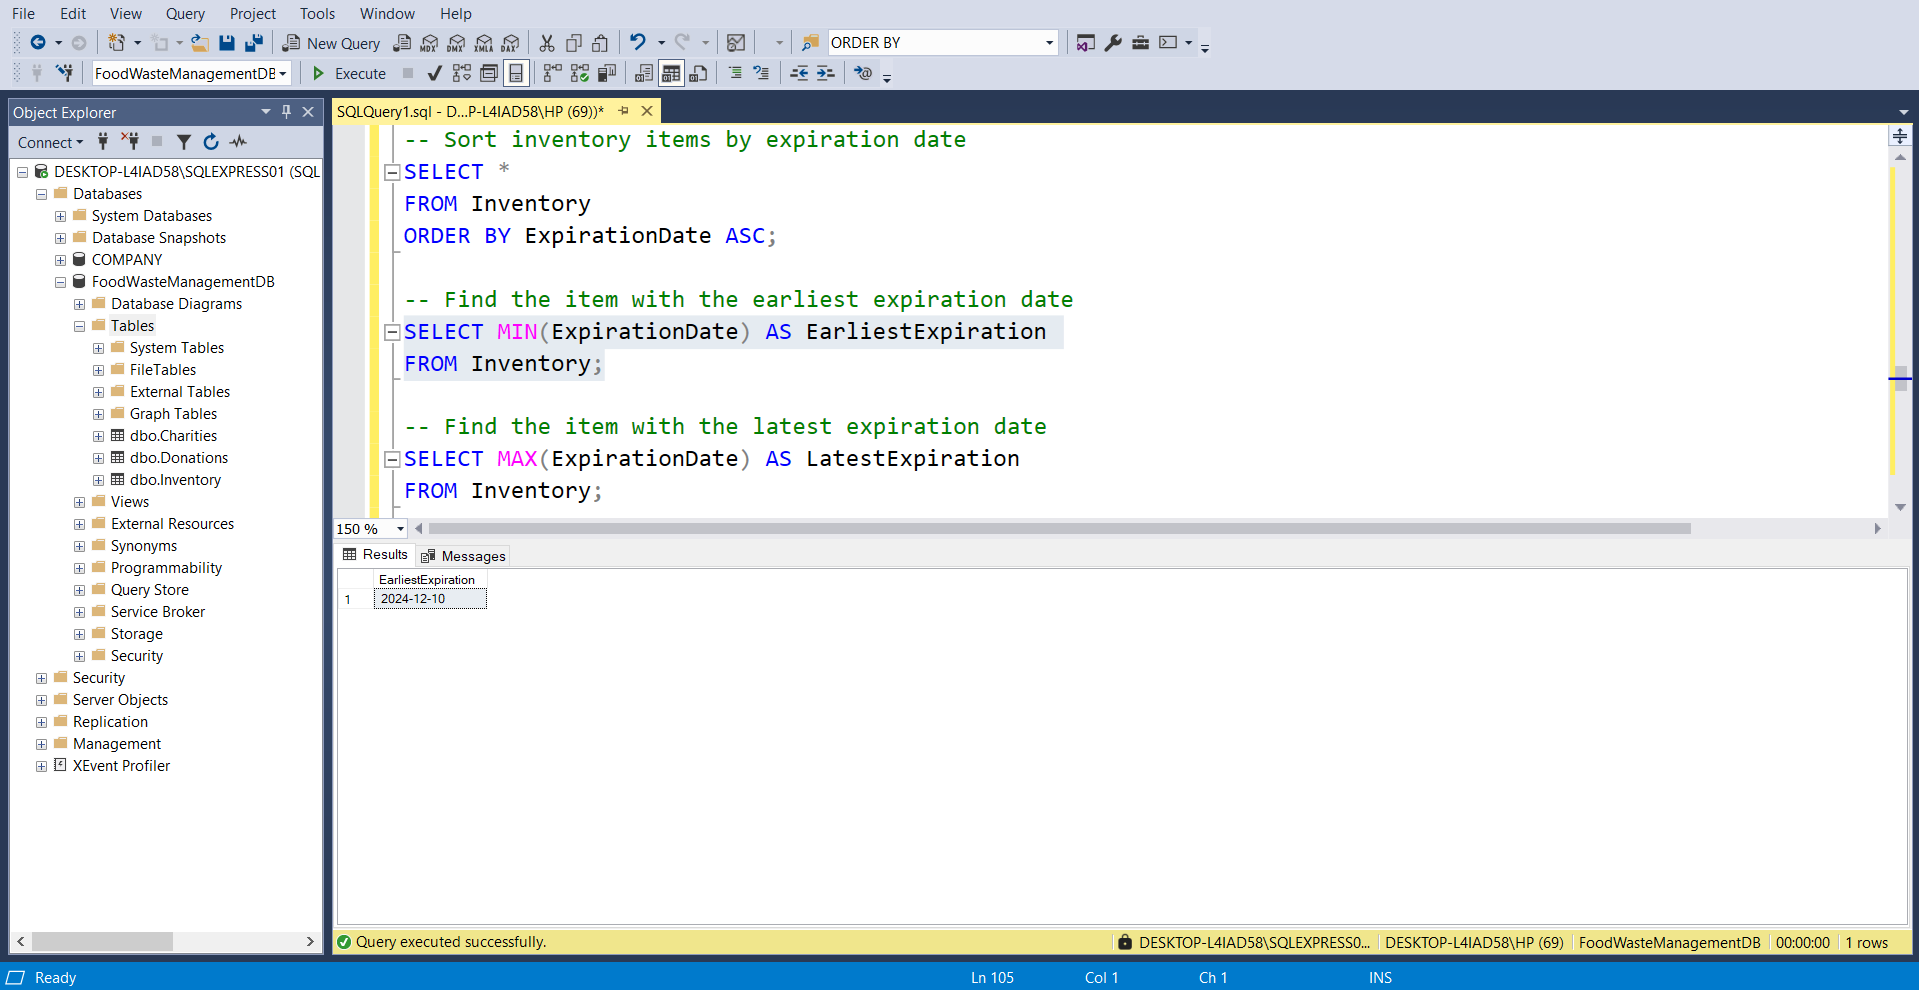 File Edit View Query Project Tools Window Help
New Query MDX DMX XMLA DAX ORDER BY
FoodWasteManagementDB Execute
Object Explorer
Connect
DESKTOP-L4IAD58\SQLEXPRESS01 (SQL
Databases
System Databases
Database Snapshots
COMPANY
FoodWasteManagementDB
Database Diagrams
Tables
System Tables
FileTables
External Tables
Graph Tables
dbo.Charities
dbo.Donations
dbo.Inventory
Views
External Resources
Synonyms
Programmability
Query Store
Service Broker
Storage
Security
Security
Server Objects
Replication
Management
XEvent Profiler
SQLQuery1.sql - D...P-L4IAD58\HP (69))*
-- Sort inventory items by expiration date
SELECT *
FROM Inventory
ORDER BY ExpirationDate ASC;
-- Find the item with the earliest expiration date
SELECT MIN(ExpirationDate) AS EarliestExpiration
FROM Inventory;
-- Find the item with the latest expiration date
SELECT MAX(ExpirationDate) AS LatestExpiration
FROM Inventory;
150 %
Results Messages
EarliestExpiration
1 2024-12-10
Query executed successfully. DESKTOP-L4IAD58\SQLEXPRESS0... DESKTOP-L4IAD58\HP (69) FoodWasteManagementDB 00:00:00 1 rows
Ready Ln 105 Col 1 Ch 1 INS